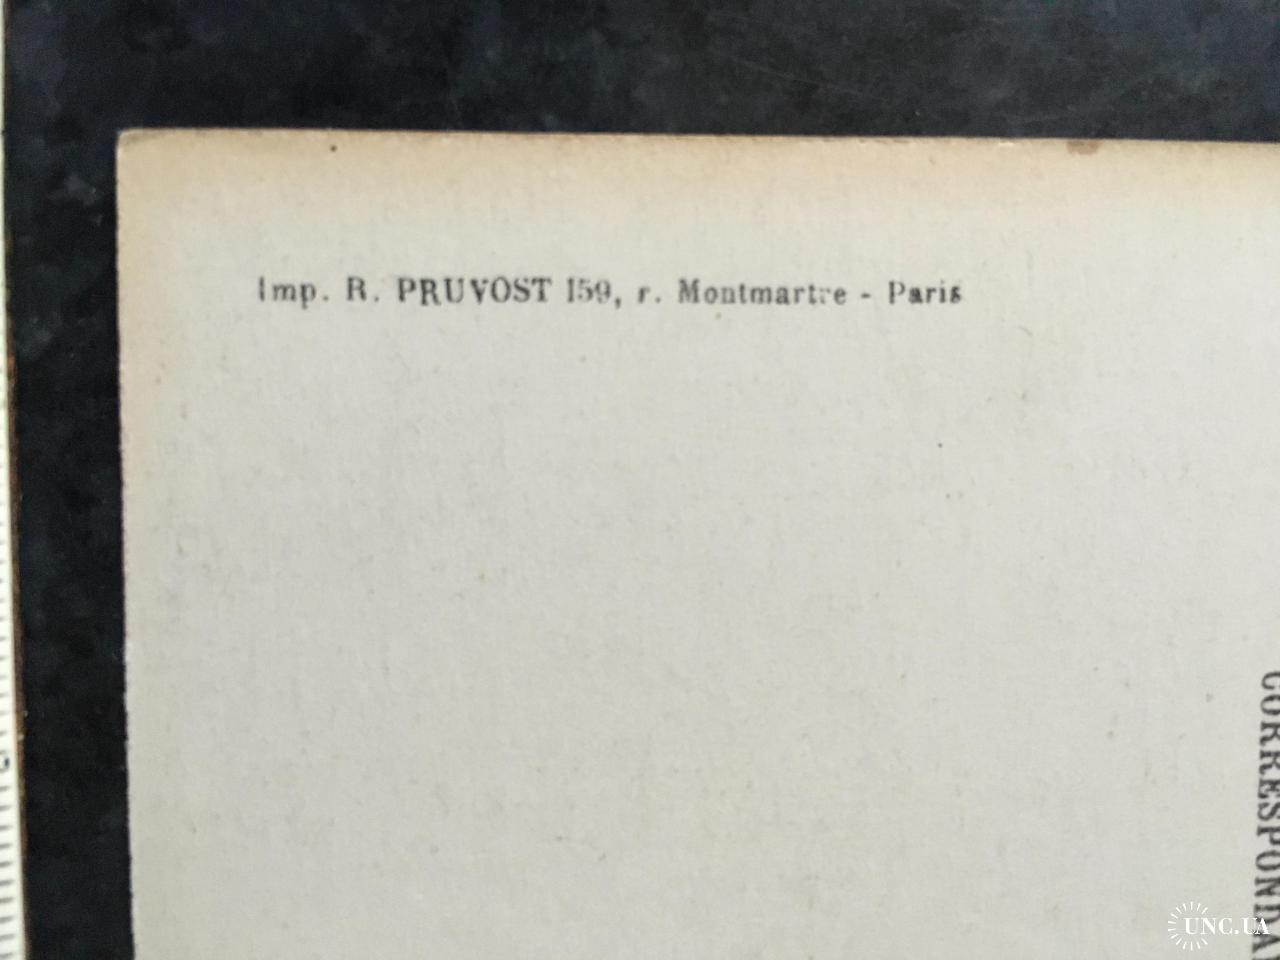 Imp. R. PRUVOST 159, r. Montmartre - Paris
CORRESPONDA
UNC.UA